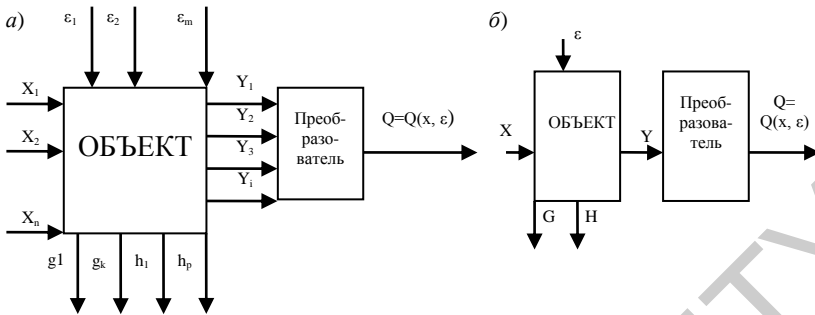 а)
ε1 ε2 εm
X1
X2
Xn
ОБЪЕКТ
Y1
Y2
Y3
Yi
Преоб-
разо-
ватель
Q=Q(x, ε)
g1 gk h1 hp
б)
ε
X
ОБЪЕКТ
Y
Преоб-
разова-
тель
Q=
Q(x, ε)
G H
ITY